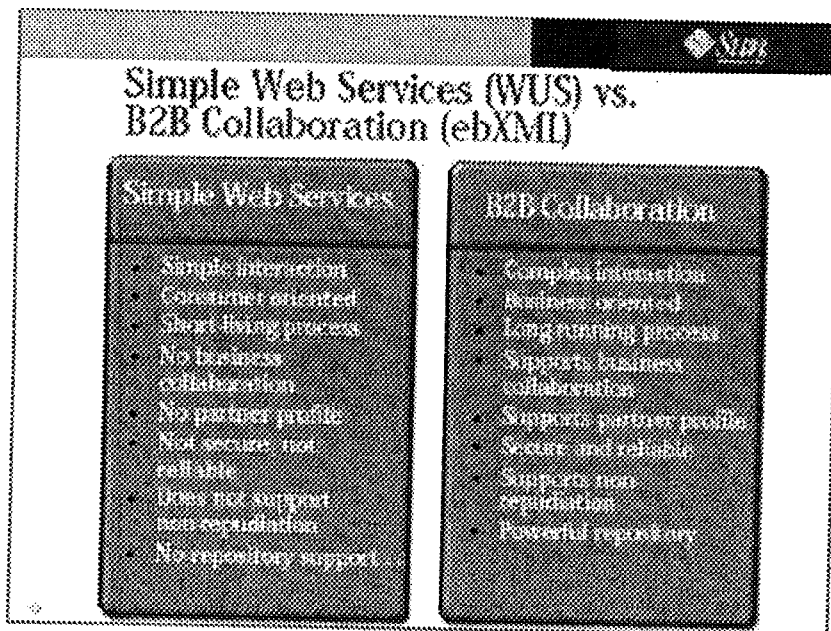 Sun
Simple Web Services (WUS) vs.
B2B Collaboration (ebXML)
Simple Web Services
• Simple interaction
• Consumer oriented
• Short living process
• No business
collaboration
• No partner profile
• Not secure, not
reliable
• Does not support
non repudiation
• No repository support
B2B Collaboration
• Complex interaction
• Business oriented
• Long running process
• Supports business
collaboration
• Supports partner profile
• Secure and reliable
• Supports non
repudiation
• Powerful repository